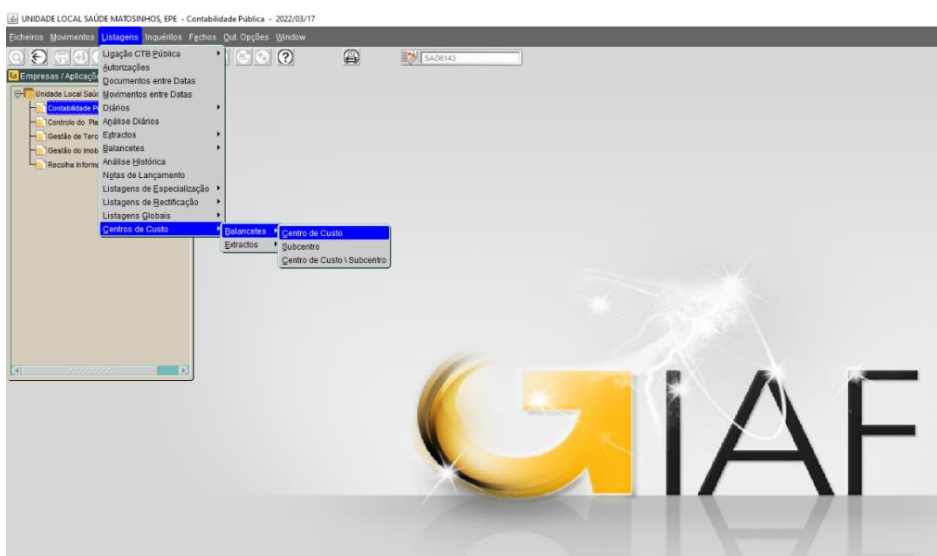 UNIDADE LOCAL SAÚDE MATOSINHOS, EPE - Contabilidade Pública - 2022/03/17
Ficheiros Movimentos Listagens Inquéritos Fechos Out. Opções Window
SAD6143
Empresas / Aplicaçõ
Unidade Local Saúd
Contabilidade P
Controlo do Pla
Gestão de Terc
Gestão do Imob
Recolha Informa
Ligação CTB Pública
Autorizações
Documentos entre Datas
Movimentos entre Datas
Diários
Análise Diários
Extractos
Balancetes
Análise Histórica
Notas de Lançamento
Listagens de Especialização
Listagens de Rectificação
Listagens Globais
Centros de Custo
Balancetes
Extractos
Centro de Custo
Subcentro
Centro de Custo \ Subcentro
GIAF